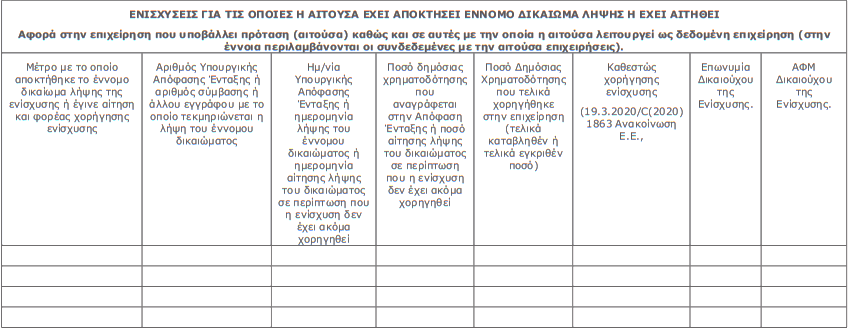 ΕΝΙΣΧΥΣΕΙΣ ΓΙΑ ΤΙΣ ΟΠΟΙΕΣ Η ΑΙΤΟΥΣΑ ΕΧΕΙ ΑΠΟΚΤΗΣΕΙ ΕΝΝΟΜΟ ΔΙΚΑΙΩΜΑ ΛΗΨΗΣ Η ΕΧΕΙ ΑΙΤΗΘΕΙ
Αφορά στην επιχείρηση που υποβάλλει πρόταση (αιτούσα) καθώς και σε αυτές με την οποία η αιτούσα λειτουργεί ως δεδομένη επιχείρηση (στην
έννοια περιλαμβάνονται οι συνδεδεμένες με την αιτούσα επιχειρήσεις).
Μέτρο με το οποίο
αποκτήθηκε το έννομο
δικαίωμα λήψης της
ενίσχυσης ή έγινε αίτηση
και φορέας χορήγησης
ενίσχυσης
Αριθμός Υπουργικής
Απόφασης Ένταξης ή
αριθμός σύμβασης ή
άλλου εγγράφου με το
οποίο τεκμηριώνεται η
λήψη του έννομου
δικαιώματος
Ημ/νία
Υπουργικής
Απόφασης
Ένταξης ή
ημερομηνία
λήψης του
έννομου
δικαιώματος ή
ημερομηνία
αίτησης λήψης
του δικαιώματος
σε περίπτωση που
η ενίσχυση δεν
έχει ακόμα
χορηγηθεί
Ποσό δημόσιας
χρηματοδότησης
που
αναγράφεται
στην Απόφαση
Ένταξης ή ποσό
αίτησης λήψης
του δικαιώματος
σε περίπτωση
που η ενίσχυση
δεν έχει ακόμα
χορηγηθεί
Ποσό Δημόσιας
Χρηματοδότησης
που τελικά
χορηγήθηκε
στην επιχείρηση
(τελικά
καταβληθέν ή
τελικά εγκριθέν
ποσό)
Καθεστώς
χορήγησης
ενίσχυσης
(19.3.2020/C(2020)
1863 Ανακοίνωση
Ε.Ε.,
Επωνυμία
Δικαιούχου
της
Ενίσχυσης.
ΑΦΜ
Δικαιούχου
της
Ενίσχυσης.